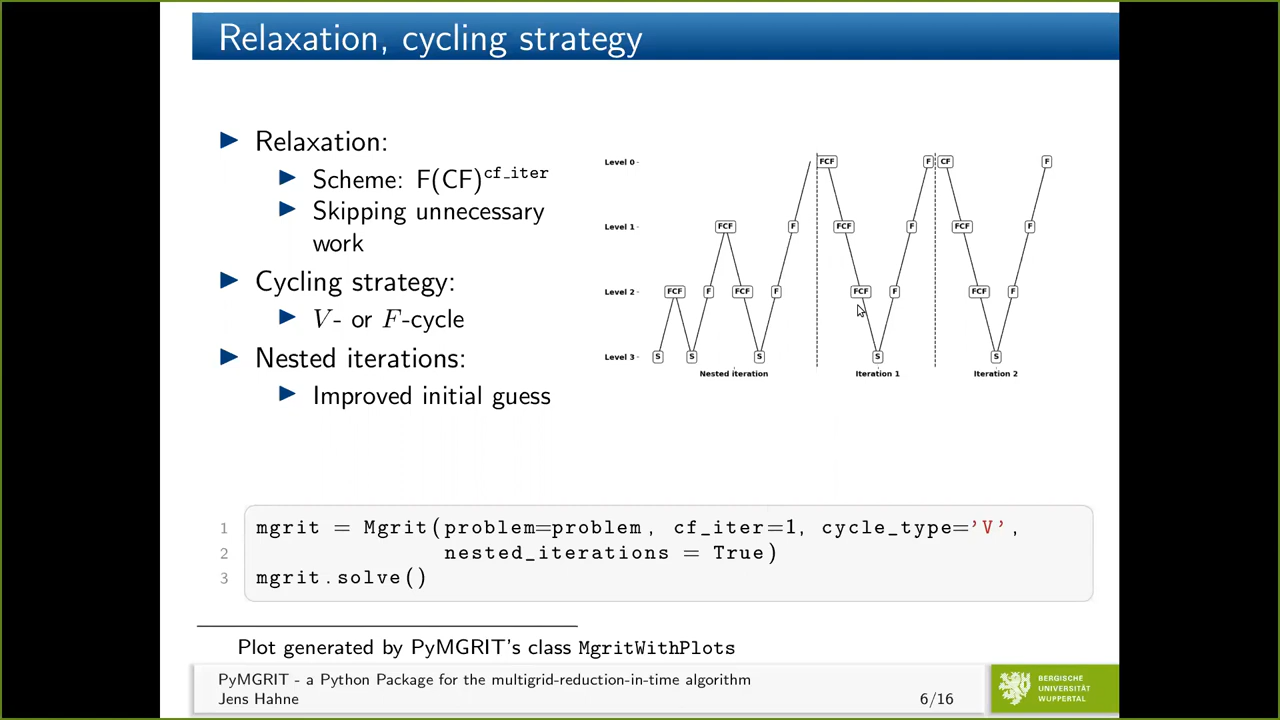 Relaxation, cycling strategy
Relaxation:
Scheme: F(CF)^cf_iter
Skipping unnecessary
work
Cycling strategy:
V- or F-cycle
Nested iterations:
Improved initial guess
Level 0 - FCF F CF F
Level 1 - FCF F FCF F FCF F
Level 2 - FCF F FCF F FCF F FCF F
Level 3 - S S S S S
Nested iteration Iteration 1 Iteration 2
1 mgrit = Mgrit(problem=problem, cf_iter=1, cycle_type='V',
2 nested_iterations = True)
3 mgrit.solve()
Plot generated by PyMGRIT's class MgritWithPlots
PyMGRIT - a Python Package for the multigrid-reduction-in-time algorithm
Jens Hahne 6/16
BERGISCHE
UNIVERSITÄT
WUPPERTAL